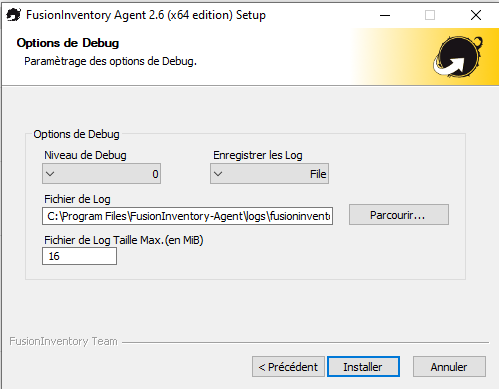 FusionInventory Agent 2.6 (x64 edition) Setup
Options de Debug
Paramètrage des options de Debug.
Options de Debug
Niveau de Debug
Enregistrer les Log
0
File
Fichier de Log
C:\Program Files\FusionInventory-Agent\logs\fusioninvent
Parcourir...
Fichier de Log Taille Max.(en MiB)
16
FusionInventory Team
< Précédent
Installer
Annuler